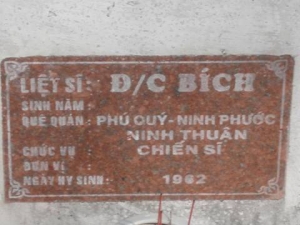 LIỆT SĨ : Đ/C BÍCH
SINH NĂM :
QUÊ QUÁN : PHÚ QUÝ-NINH PHƯỚC
NINH THUẬN
CHỨC VỤ : CHIẾN SĨ
ĐƠN VỊ :
NGÀY HY SINH : 1962